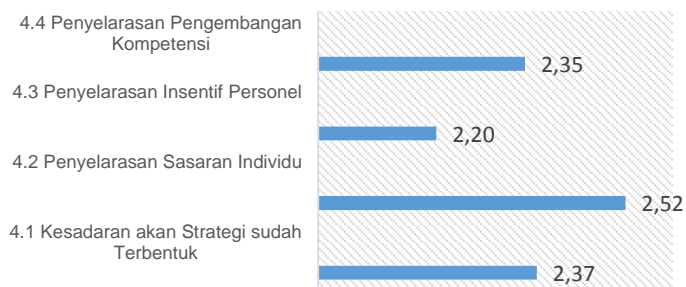 4.4 Penyelarasan Pengembangan
Kompetensi
2,35
4.3 Penyelarasan Insentif Personel
2,20
4.2 Penyelarasan Sasaran Individu
2,52
4.1 Kesadaran akan Strategi sudah
Terbentuk
2,37